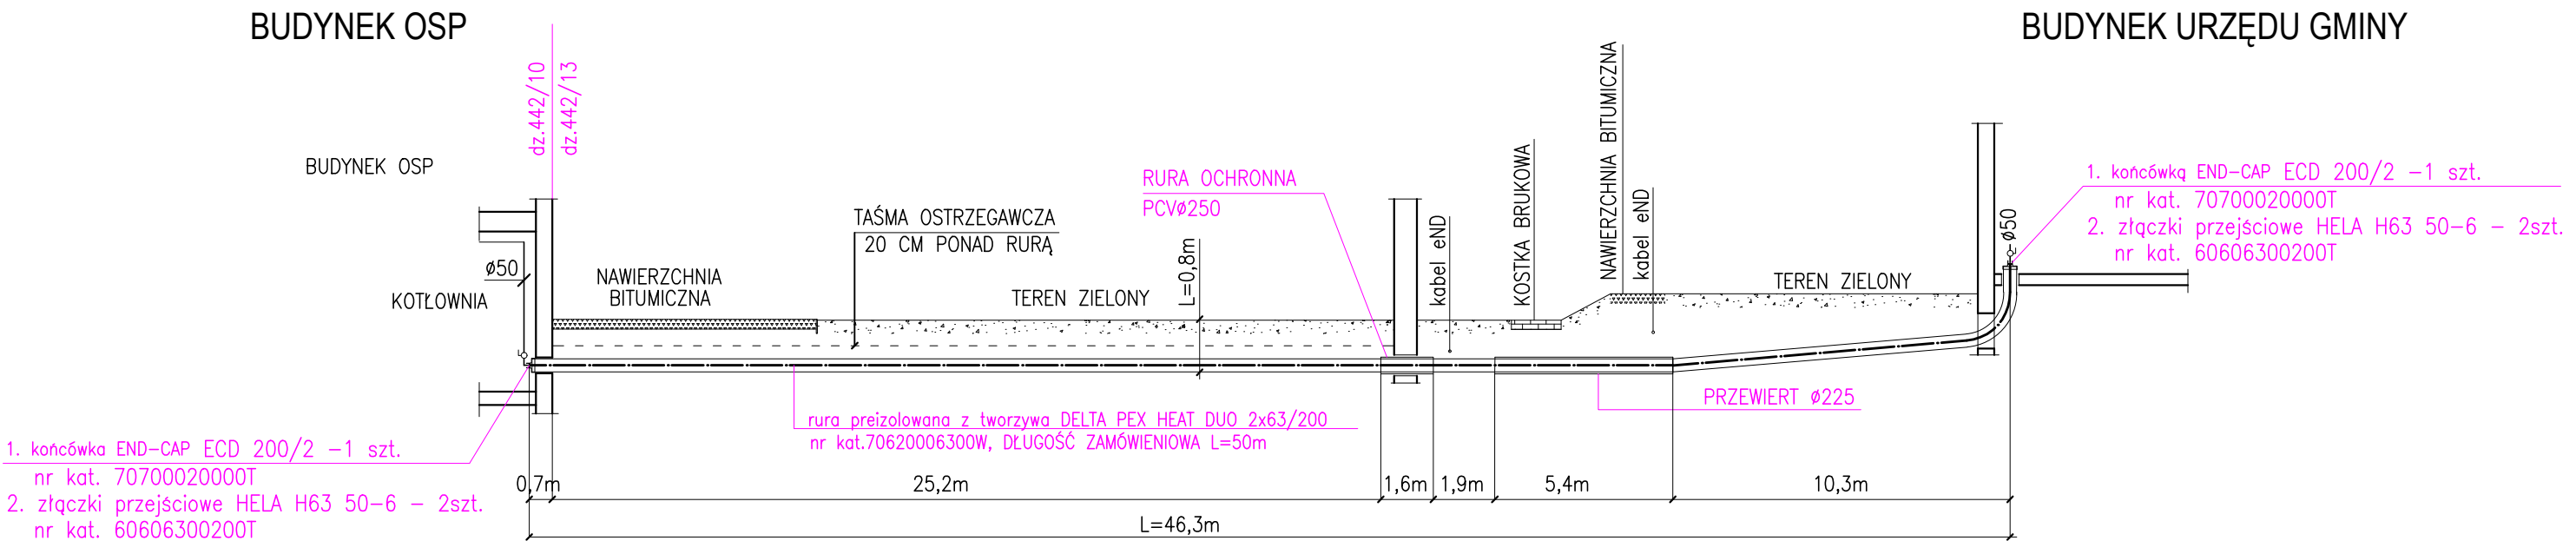 BUDYNEK OSP
BUDYNEK URZĘDU GMINY
dz.442/10
dz.442/13
BUDYNEK OSP
KOTŁOWNIA
ø50
NAWIERZCHNIA
BITUMICZNA
TAŚMA OSTRZEGAWCZA
20 CM PONAD RURĄ
TEREN ZIELONY
RURA OCHRONNA
PCVø250
L=0,8m
kabel eND
KOSTKA BRUKOWA
NAWIERZCHNIA BITUMICZNA
kabel eND
TEREN ZIELONY
ø50
1. końcówką END-CAP ECD 200/2 -1 szt.
nr kat. 70700020000T
2. złączki przejściowe HELA H63 50-6 - 2szt.
nr kat. 60606300200T
PRZEWIERT ø225
rura preizolowana z tworzywa DELTA PEX HEAT DUO 2x63/200
nr kat.70620006300W, DŁUGOŚĆ ZAMÓWIENIOWA L=50m
1. końcówka END-CAP ECD 200/2 -1 szt.
nr kat. 70700020000T
2. złączki przejściowe HELA H63 50-6 - 2szt.
nr kat. 60606300200T
0,7m
25,2m
1,6m
1,9m
5,4m
10,3m
L=46,3m